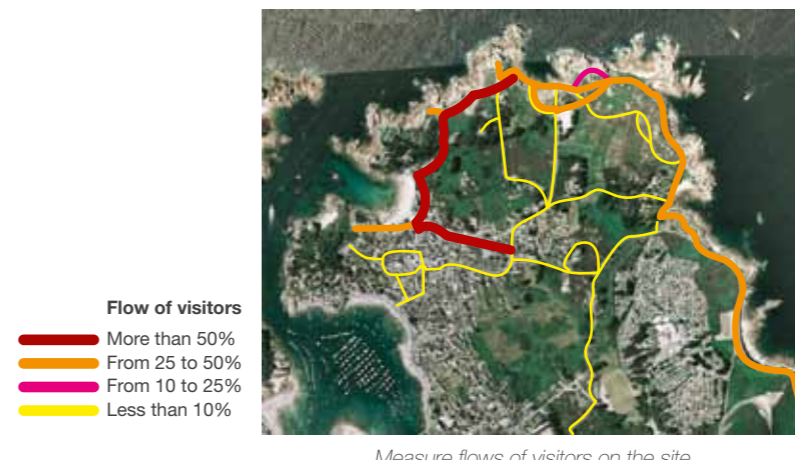 Flow of visitors
More than 50%
From 25 to 50%
From 10 to 25%
Less than 10%
Measure flows of visitors on the site